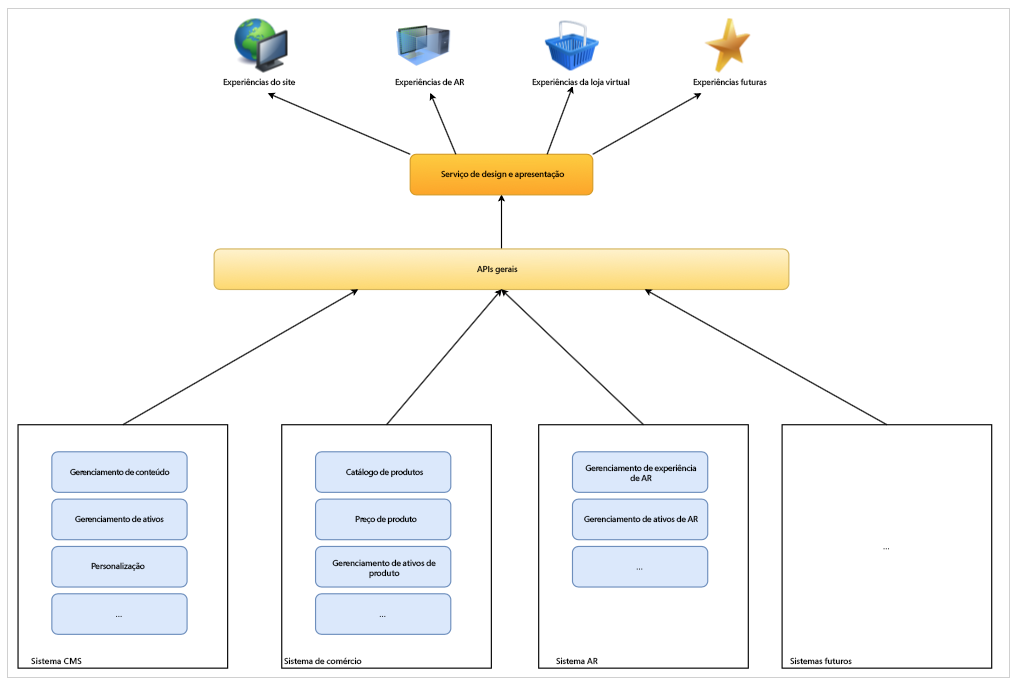 Experiências do site
Experiências de AR
Experiências da loja virtual
Experiências futuras
Serviço de design e apresentação
APIs gerais
Gerenciamento de conteúdo
Gerenciamento de ativos
Personalização
...
Sistema CMS
Catálogo de produtos
Preço de produto
Gerenciamento de ativos de
produto
...
Sistema de comércio
Gerenciamento de experiência
de AR
Gerenciamento de ativos de AR
...
Sistema AR
...
Sistemas futuros